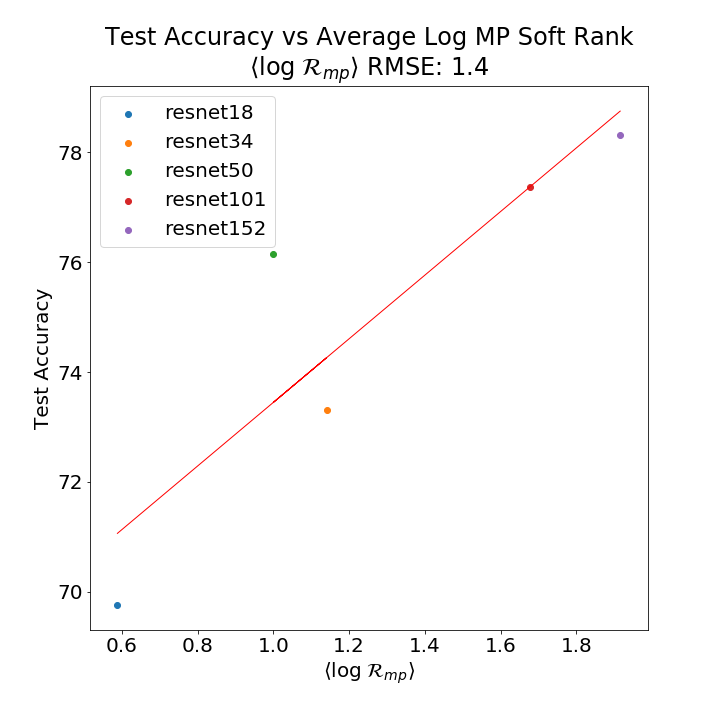 Test Accuracy vs Average Log MP Soft Rank
⟨log ℛₘₚ⟩ RMSE: 1.4
resnet18
resnet34
resnet50
resnet101
resnet152
78
76
74
72
70
Test Accuracy
0.6 0.8 1.0 1.2 1.4 1.6 1.8
⟨log ℛₘₚ⟩